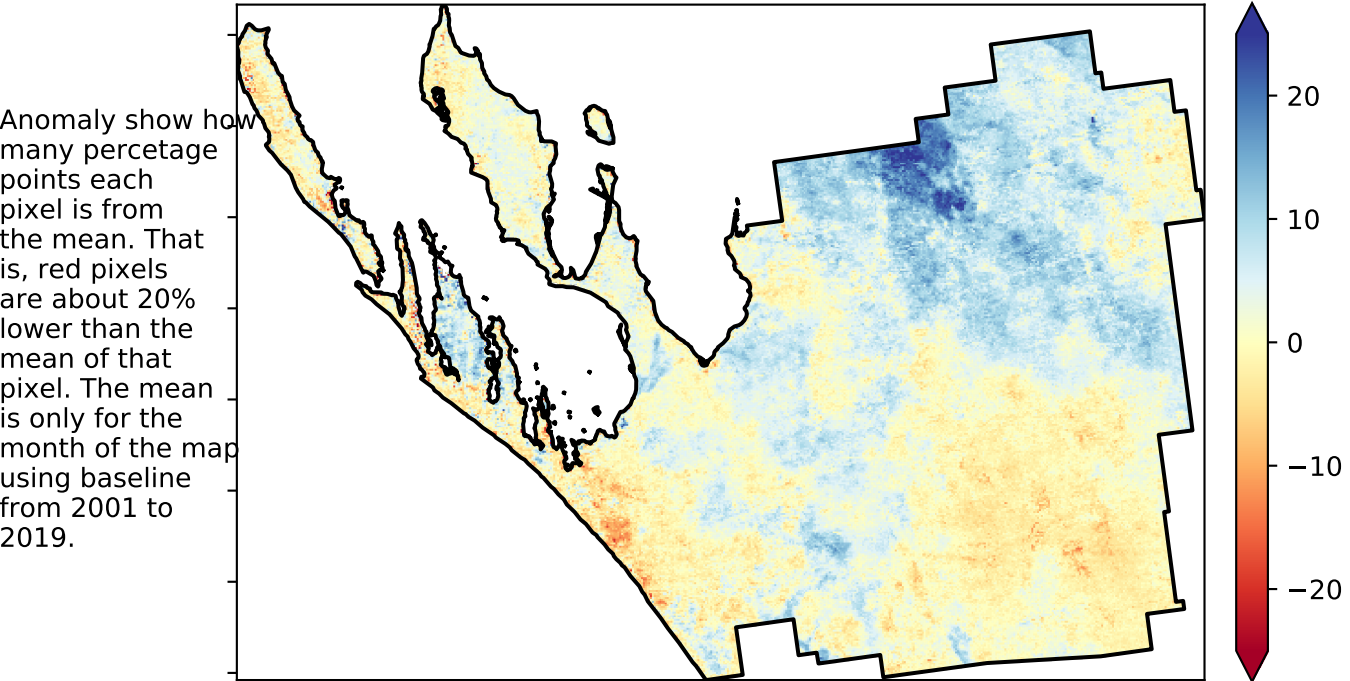 Anomaly show how
many percetage
points each
pixel is from
the mean. That
is, red pixels
are about 20%
lower than the
mean of that
pixel. The mean
is only for the
month of the map
using baseline
from 2001 to
2019.
20
10
0
−10
−20